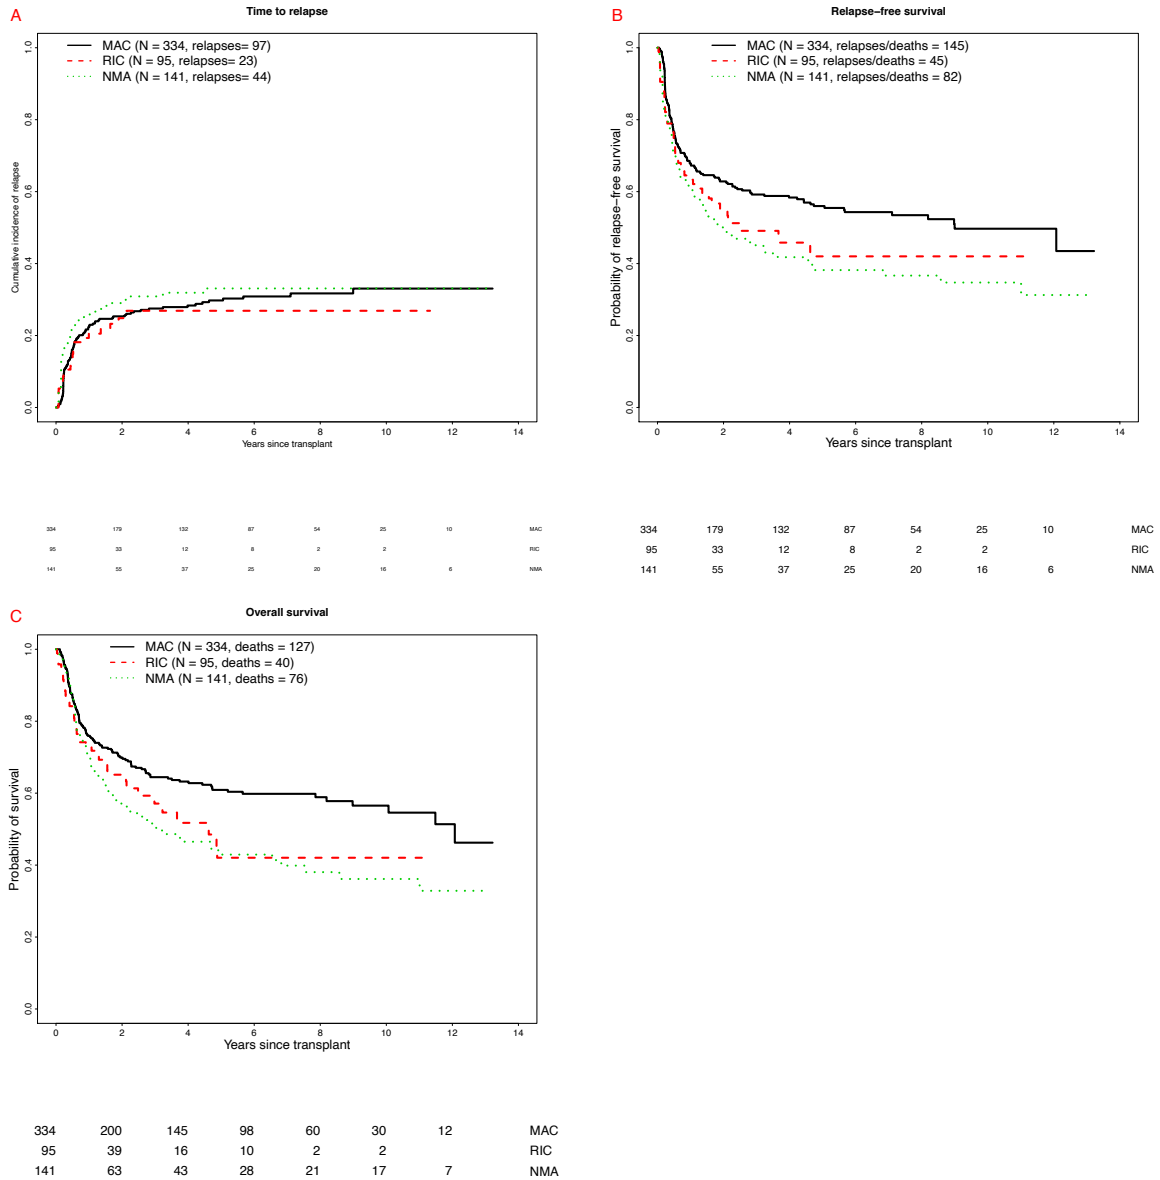 A
Time to relapse
MAC (N = 334, relapses= 97)
RIC (N = 95, relapses= 23)
NMA (N = 141, relapses= 44)
Cumulative incidence of relapse
1.0
0.8
0.6
0.4
0.2
0.0
0 2 4 6 8 10 12 14
Years since transplant
334 179 132 87 54 25 10 MAC
95 33 12 8 2 2 RIC
141 55 37 25 20 16 6 NMA
B
Relapse−free survival
MAC (N = 334, relapses/deaths = 145)
RIC (N = 95, relapses/deaths = 45)
NMA (N = 141, relapses/deaths = 82)
Probability of relapse−free survival
1.0
0.8
0.6
0.4
0.2
0.0
0 2 4 6 8 10 12 14
Years since transplant
334 179 132 87 54 25 10 MAC
95 33 12 8 2 2 RIC
141 55 37 25 20 16 6 NMA
C
Overall survival
MAC (N = 334, deaths = 127)
RIC (N = 95, deaths = 40)
NMA (N = 141, deaths = 76)
Probability of survival
1.0
0.8
0.6
0.4
0.2
0.0
0 2 4 6 8 10 12 14
Years since transplant
334 200 145 98 60 30 12 MAC
95 39 16 10 2 2 RIC
141 63 43 28 21 17 7 NMA